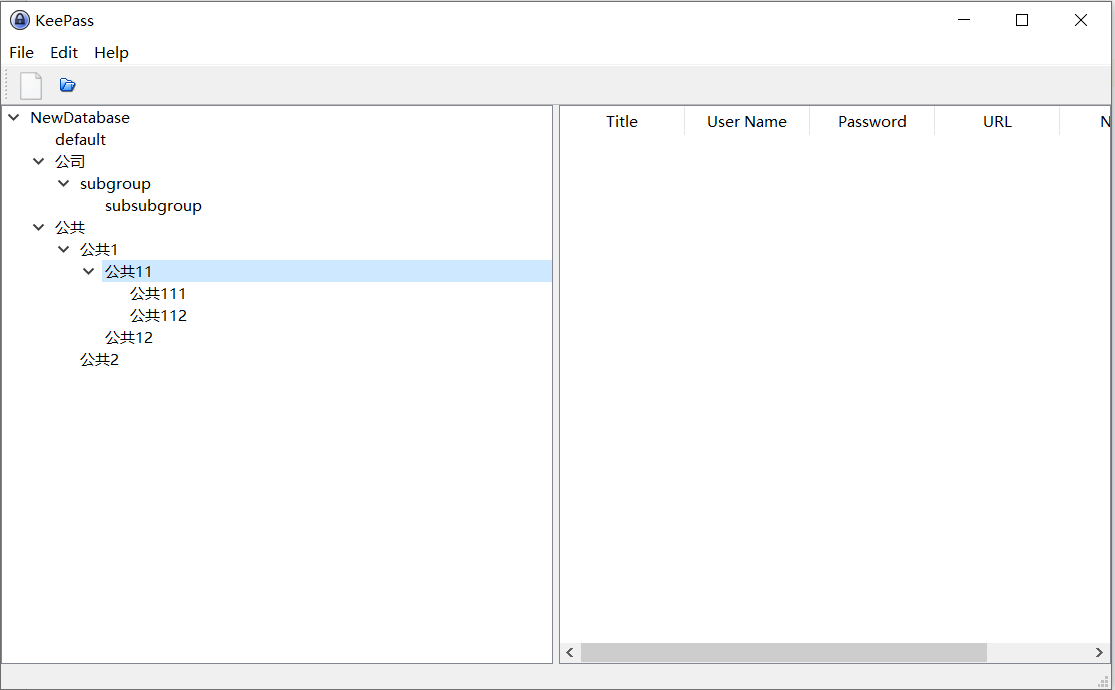 KeePass
File Edit Help
NewDatabase
default
公司
subgroup
subsubgroup
公共
公共1
公共11
公共111
公共112
公共12
公共2
Title User Name Password URL N